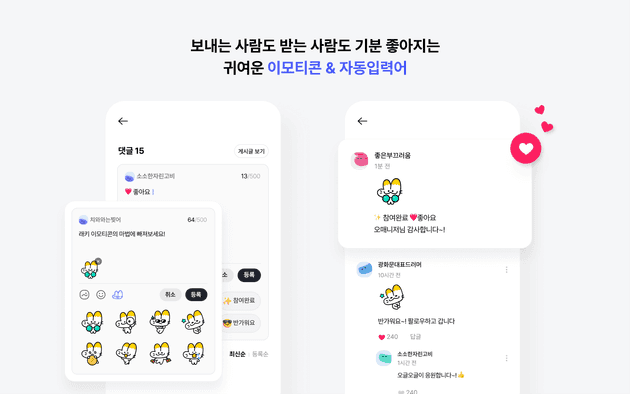 보내는 사람도 받는 사람도 기분 좋아지는
귀여운 이모티콘 & 자동입력어
댓글 15
게시글 보기
소소한자린고비
13/500
좋아요
취와와는찢어
64/500
래키 이모티콘의 마법에 빠져보세요!
취소
등록
소
등록
참여완료
반가워요
최신순
등록순
좋은부끄러움
1분 전
참여완료 좋아요
오매니저님 감사합니다~!
광화문대표드러머
10시간 전
반가워요~! 팔로우하고 갑니다
240
답글
소소한자린고비
1시간 전
오글오글이 응원합니다~!
240